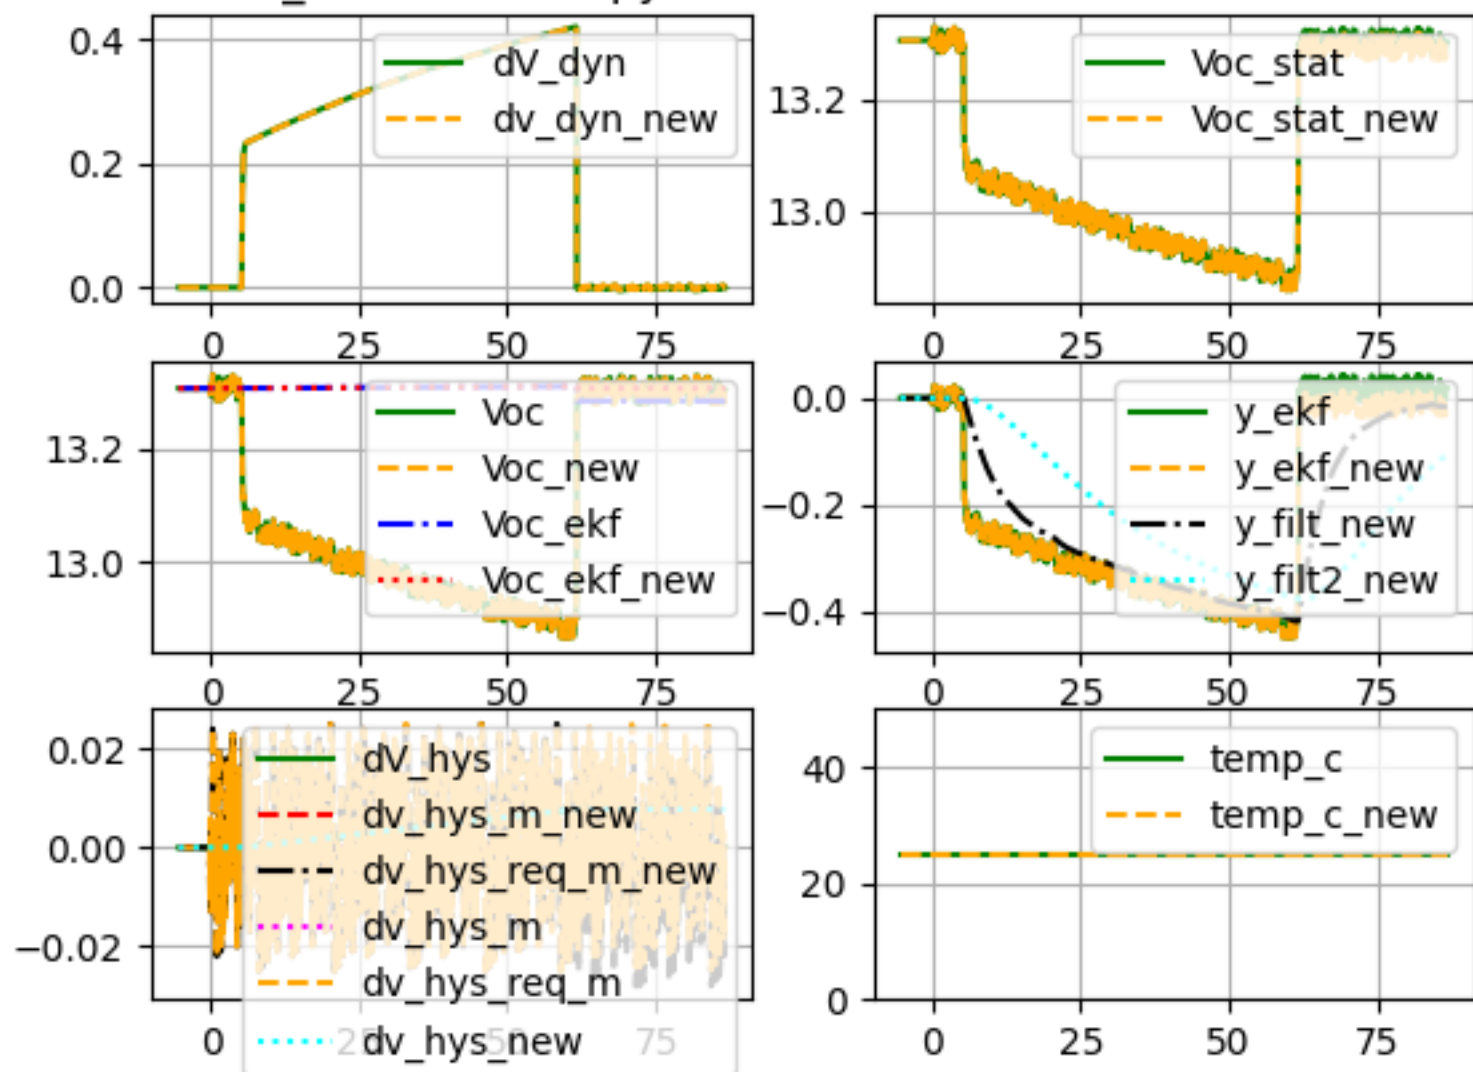 0.4
0.2
0.0
dV_dyn
dv_dyn_new
0 25 50 75
13.2
13.0
Voc_stat
Voc_stat_new
0 25 50 75
13.2
13.0
Voc
Voc_new
Voc_ekf
Voc_ekf_new
0 25 50 75
0.0
−0.2
−0.4
y_ekf
y_ekf_new
y_filt_new
y_filt2_new
0 25 50 75
0.02
0.00
−0.02
dV_hys
dv_hys_m_new
dv_hys_req_m_new
dv_hys_m
dv_hys_req_m
dv_hys_new
0 25 50 75
40
20
0
temp_c
temp_c_new
0 25 50 75